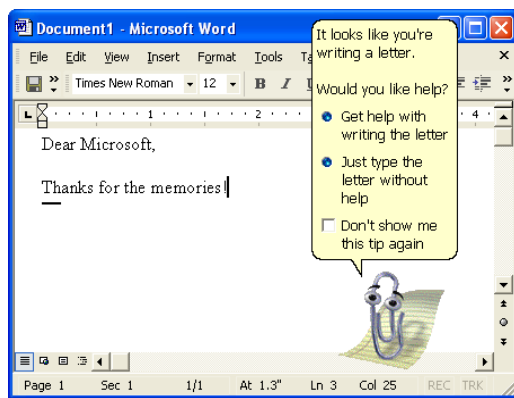 Document1 - Microsoft Word
File Edit View Insert Format Tools
Times New Roman 12 B I
1 2 4
Dear Microsoft,
Thanks for the memories!
It looks like you're
writing a letter.
Would you like help?
Get help with
writing the letter
Just type the
letter without
help
Don't show me
this tip again
Page 1 Sec 1 1/1 At 1.3" Ln 3 Col 25 REC TRK